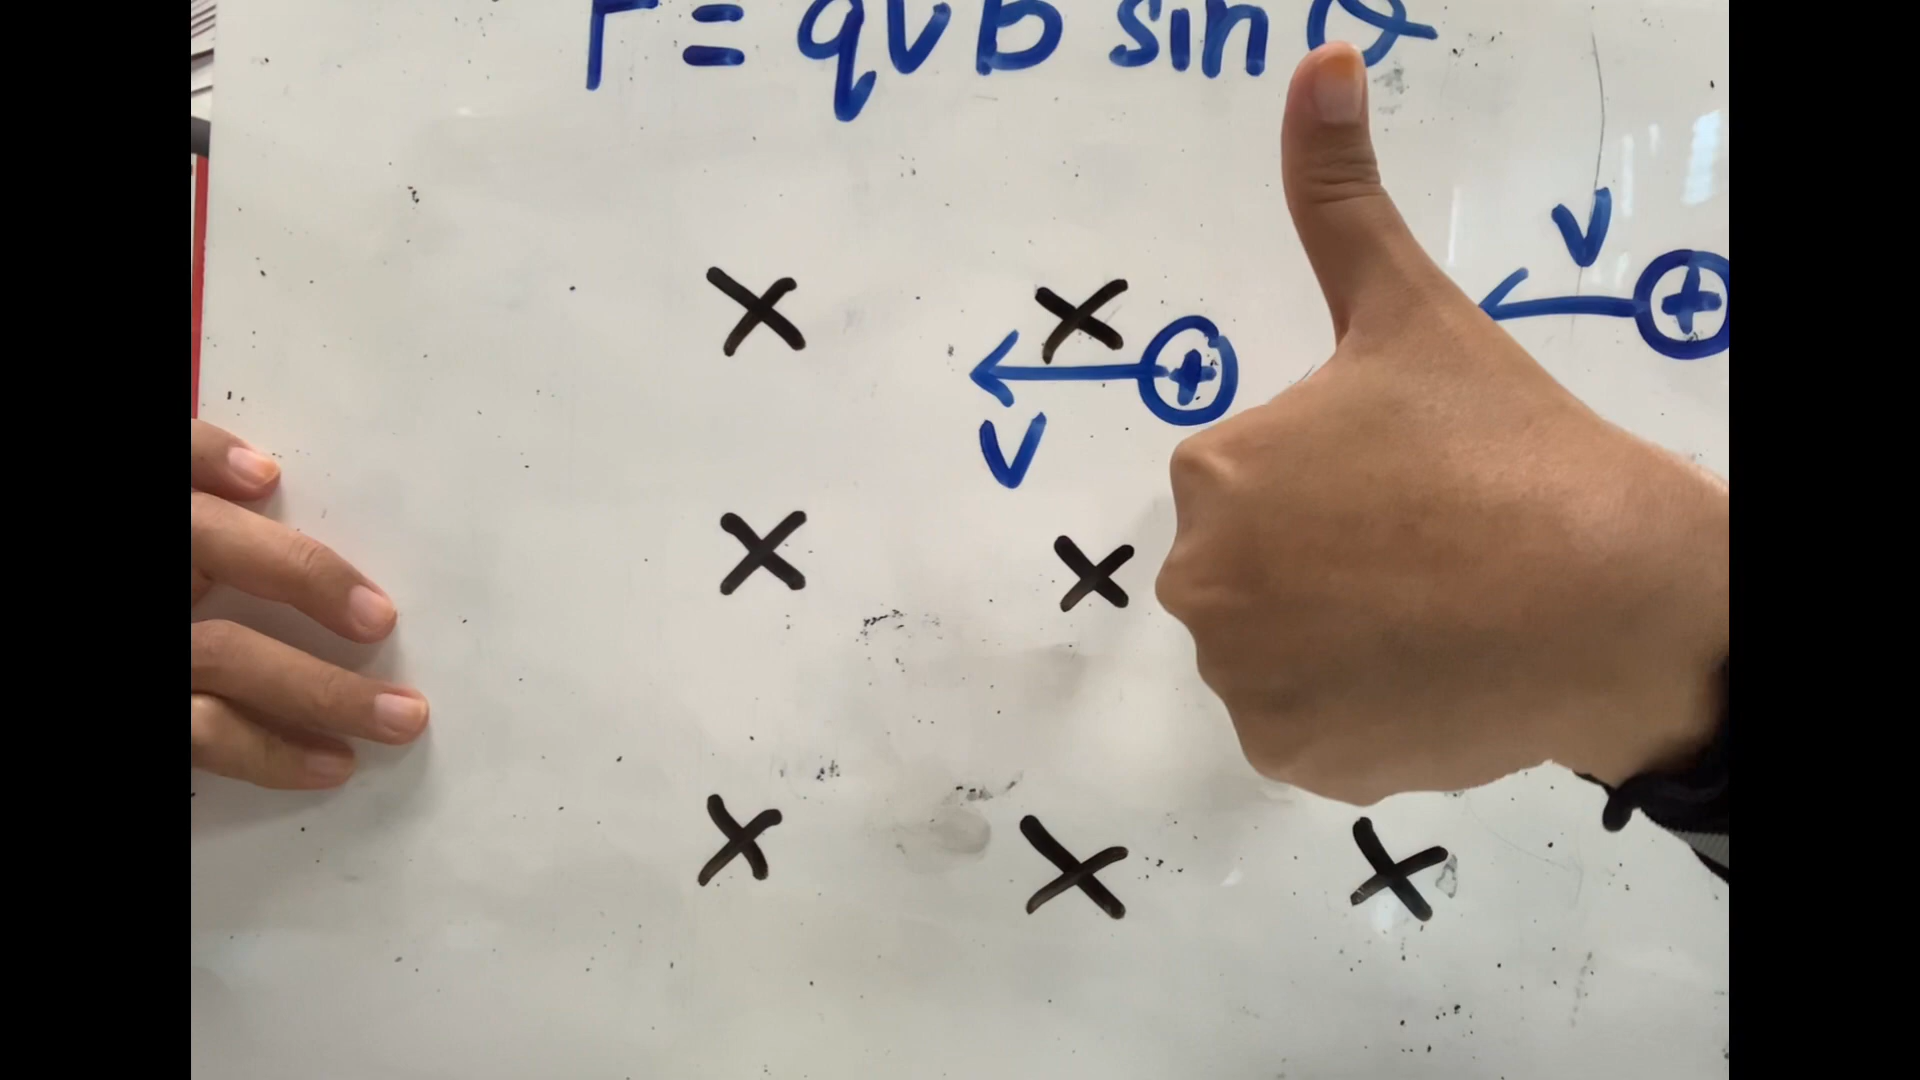 F = qvB sin θ
× ×
v
+ +
v
× ×
× × ×